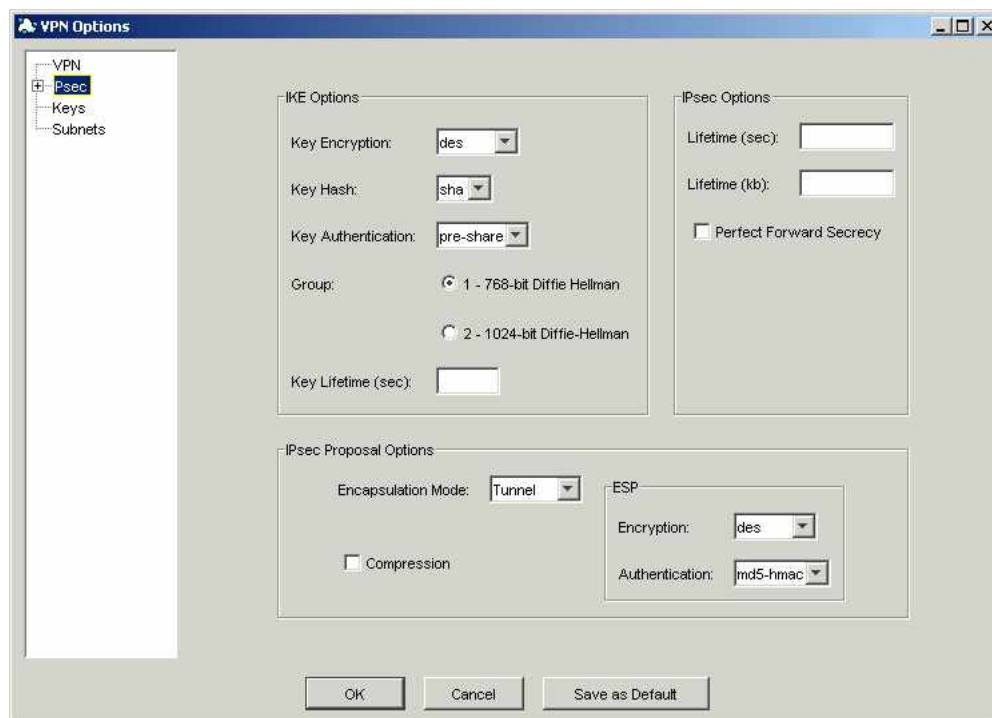 VPN Options
VPN
Psec
Keys
Subnets
IKE Options
Key Encryption: des
Key Hash: sha
Key Authentication: pre-share
Group: 1 - 768-bit Diffie Hellman
2 - 1024-bit Diffie-Hellman
Key Lifetime (sec):
IPsec Options
Lifetime (sec):
Lifetime (kb):
Perfect Forward Secrecy
IPsec Proposal Options
Encapsulation Mode: Tunnel
Compression
ESP
Encryption: des
Authentication: md5-hmac
OK Cancel Save as Default